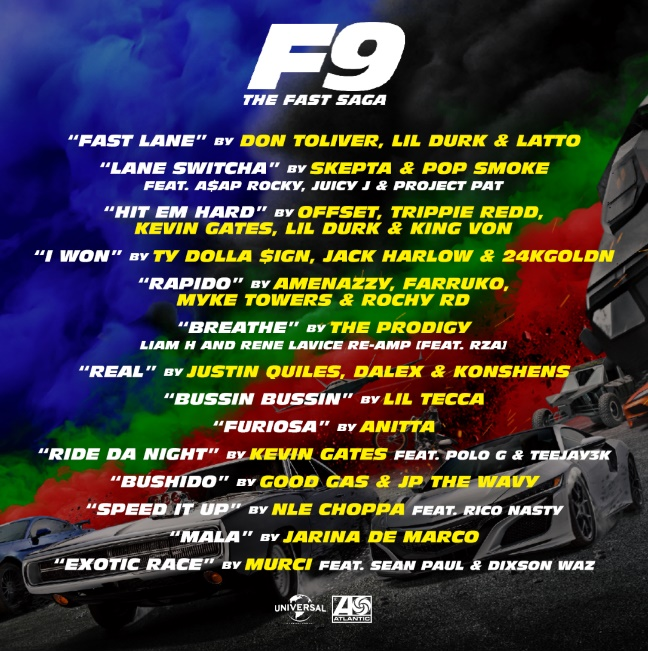 F9
THE FAST SAGA
“FAST LANE” BY DON TOLIVER, LIL DURK & LATTO
“LANE SWITCHA” BY SKEPTA & POP SMOKE
FEAT. A$AP ROCKY, JUICY J & PROJECT PAT
“HIT EM HARD” BY OFFSET, TRIPPIE REDD,
KEVIN GATES, LIL DURK & KING VON
“I WON” BY TY DOLLA $IGN, JACK HARLOW & 24KGOLDN
“RAPIDO” BY AMENAZZY, FARRUKO,
MYKE TOWERS & ROCHY RD
“BREATHE” BY THE PRODIGY
LIAM H AND RENE LAVICE RE-AMP [FEAT. RZA]
“REAL” BY JUSTIN QUILES, DALEX & KONSHENS
“BUSSIN BUSSIN” BY LIL TECCA
“FURIOSA” BY ANITTA
“RIDE DA NIGHT” BY KEVIN GATES FEAT. POLO G & TEEJAY3K
“BUSHIDO” BY GOOD GAS & JP THE WAVY
“SPEED IT UP” BY NLE CHOPPA FEAT. RICO NASTY
“MALA” BY JARINA DE MARCO
“EXOTIC RACE” BY MURCI FEAT. SEAN PAUL & DIXSON WAZ
UNIVERSAL
ATLANTIC